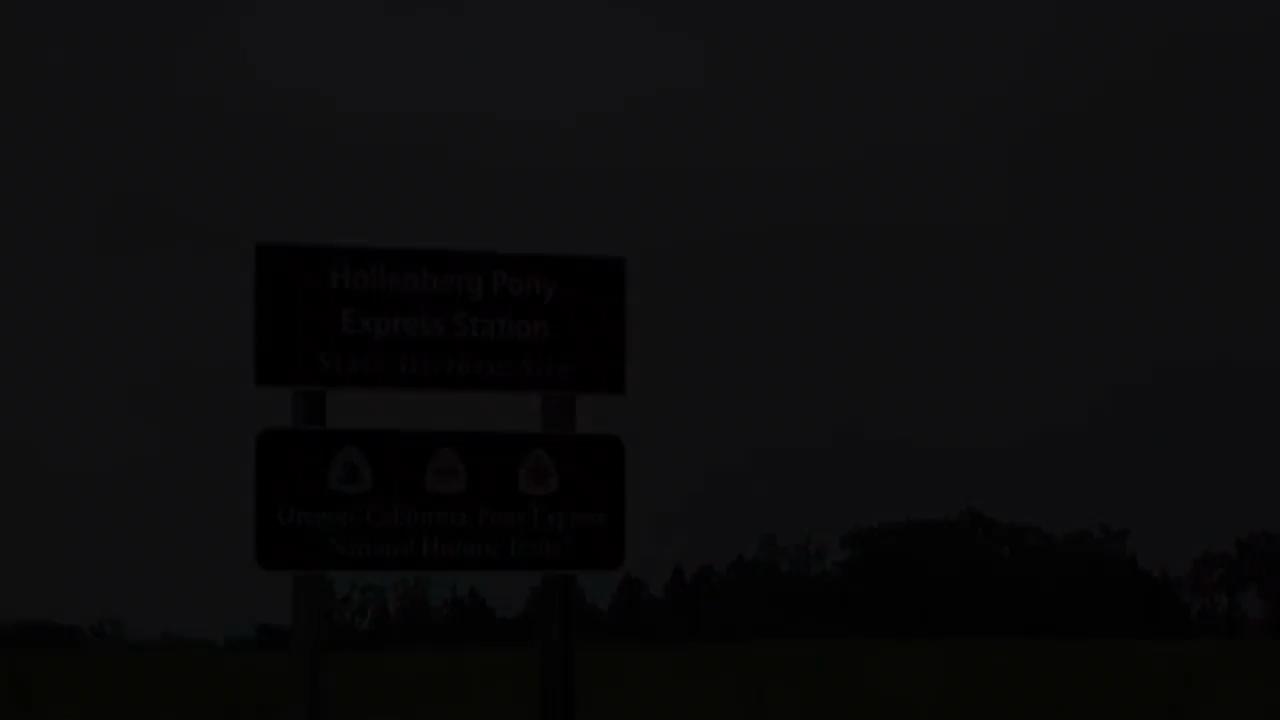 Hollenberg Pony
Express Station
State Historic Site
Oregon California Pony Express
National Historic Trails